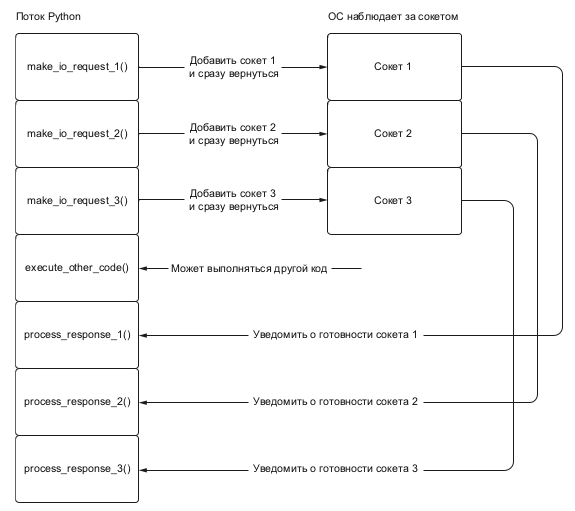 Поток Python
ОС наблюдает за сокетом
make_io_request_1()
Добавить сокет 1
и сразу вернуться
Сокет 1
make_io_request_2()
Добавить сокет 2
и сразу вернуться
Сокет 2
make_io_request_3()
Добавить сокет 3
и сразу вернуться
Сокет 3
execute_other_code()
Может выполняться другой код
process_response_1()
Уведомить о готовности сокета 1
process_response_2()
Уведомить о готовности сокета 2
process_response_3()
Уведомить о готовности сокета 3